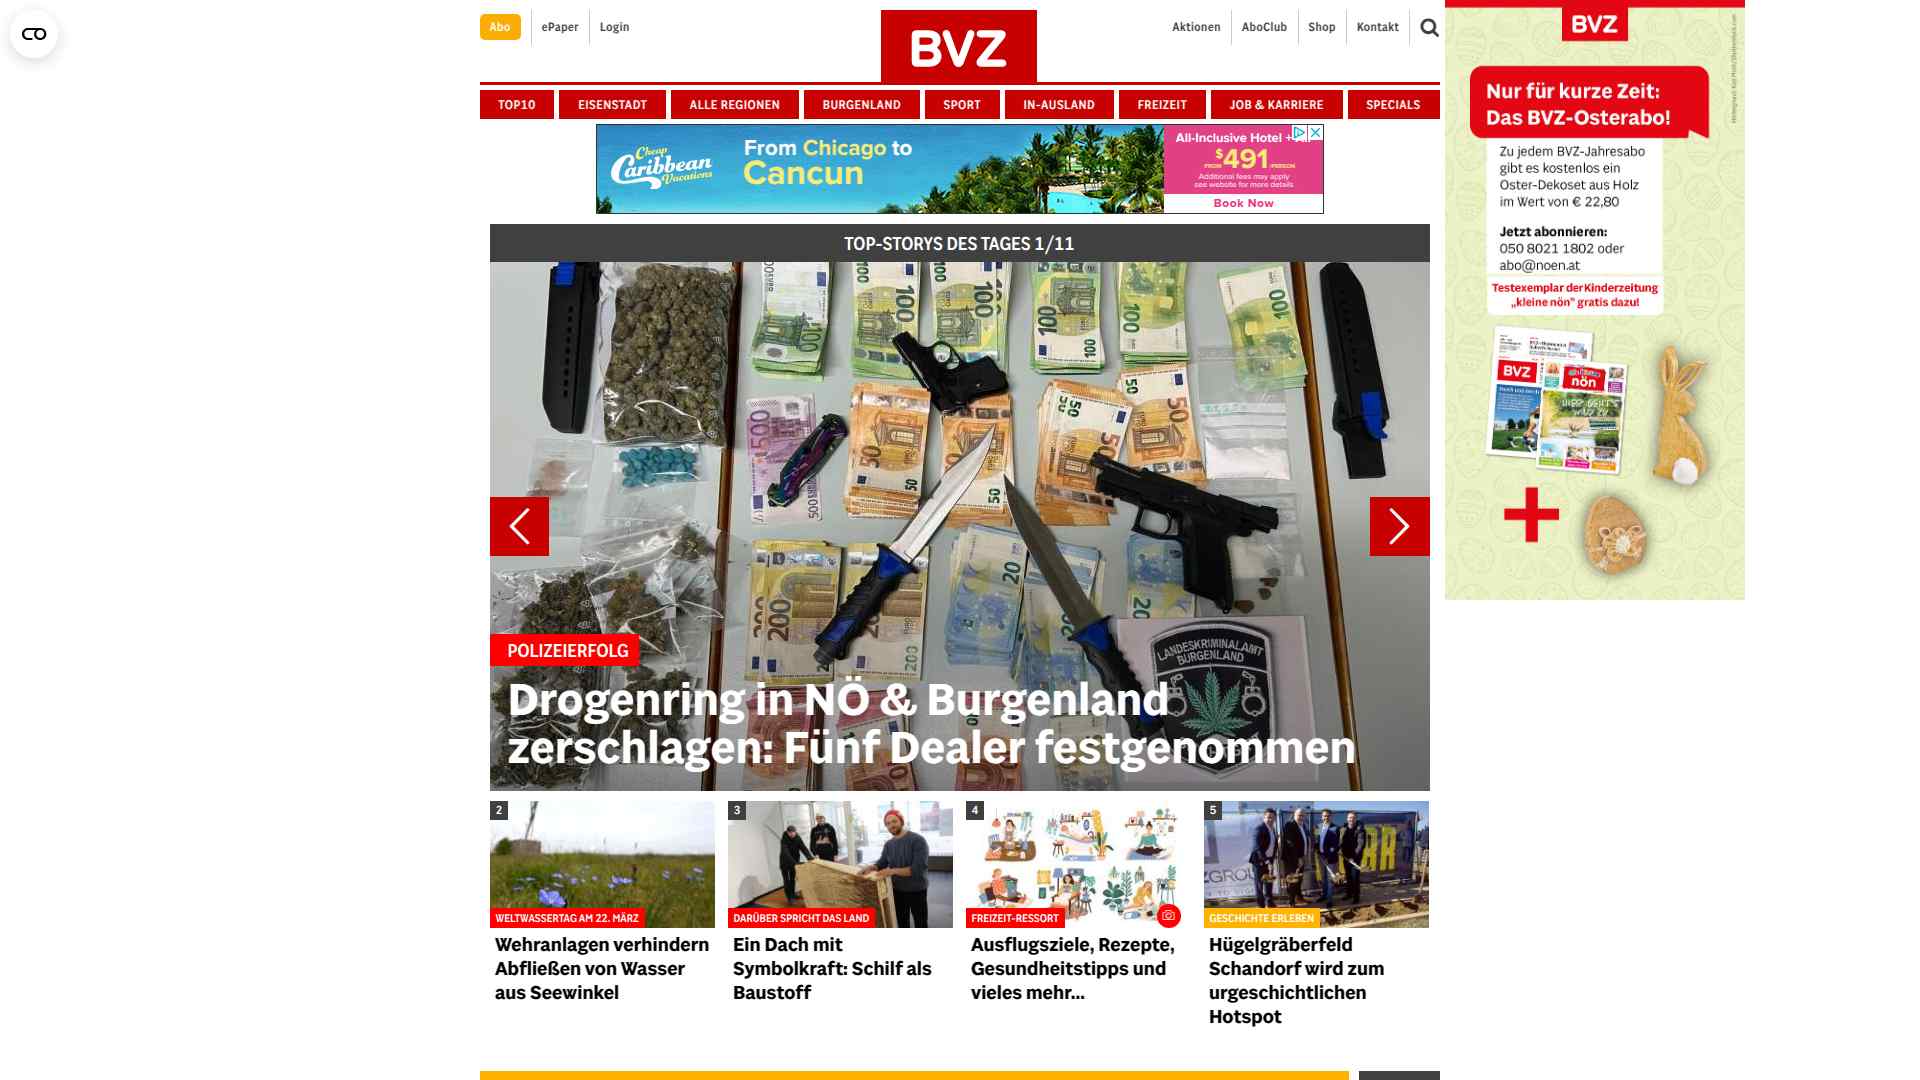 Abo
ePaper
Login
BVZ
Aktionen
AboClub
Shop
Kontakt
TOP10
EISENSTADT
ALLE REGIONEN
BURGENLAND
SPORT
IN-AUSLAND
FREIZEIT
JOB & KARRIERE
SPECIALS
Cheap
Caribbean
Vacations
From Chicago to
Cancun
All-Inclusive Hotel +
FROM $491 /PERSON
Additional fees may apply
see website for more details
Book Now
TOP-STORYS DES TAGES 1/11
LANDESKRIMINALAMT
BURGENLAND
POLIZEIERFOLG
Drogenring in NÖ & Burgenland
zerschlagen: Fünf Dealer festgenommen
2
WELTWASSERTAG AM 22. MÄRZ
Wehranlagen verhindern
Abfließen von Wasser
aus Seewinkel
3
DARÜBER SPRICHT DAS LAND
Ein Dach mit
Symbolkraft: Schilf als
Baustoff
4
FREIZEIT-RESSORT
Ausflugsziele, Rezepte,
Gesundheitstipps und
vieles mehr...
5
GESCHICHTE ERLEBEN
Hügelgräberfeld
Schandorf wird zum
urgeschichtlichen
Hotspot
BVZ
Nur für kurze Zeit:
Das BVZ-Osterabo!
Zu jedem BVZ-Jahresabo
gibt es kostenlos ein
Oster-Dekoset aus Holz
im Wert von € 22,80
Jetzt abonnieren:
050 8021 1802 oder
abo@noen.at
Testexemplar der Kinderzeitung
„kleine nön" gratis dazu!
BVZ
nön
+